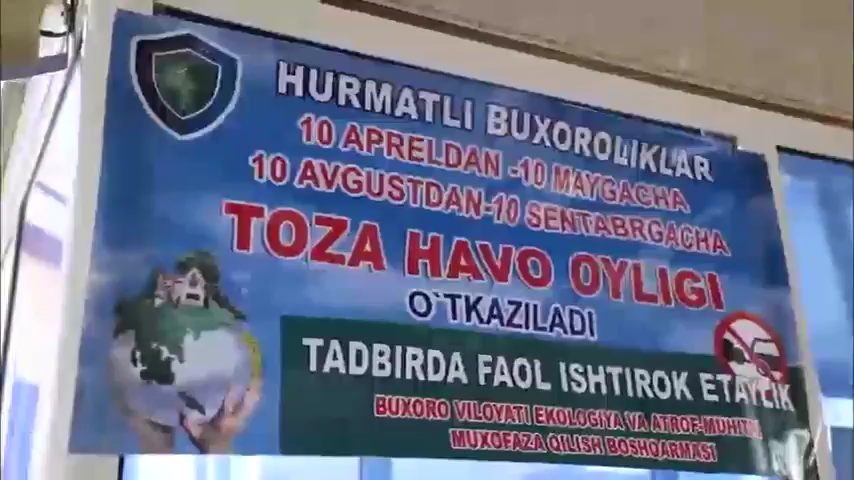 HURMATLI BUXOROLIKLAR
10 APRELDAN -10 MAYGACHA
10 AVGUSTDAN-10 SENTABRGACHA
TOZA HAVO OYLIGI
O`TKAZILADI
TADBIRDA FAOL ISHTIROK ETAYLIK
BUXORO VILOYATI EKOLOGIYA VA ATROF-MUHITNI
MUXOFAZA QILISH BOSHQARMASI